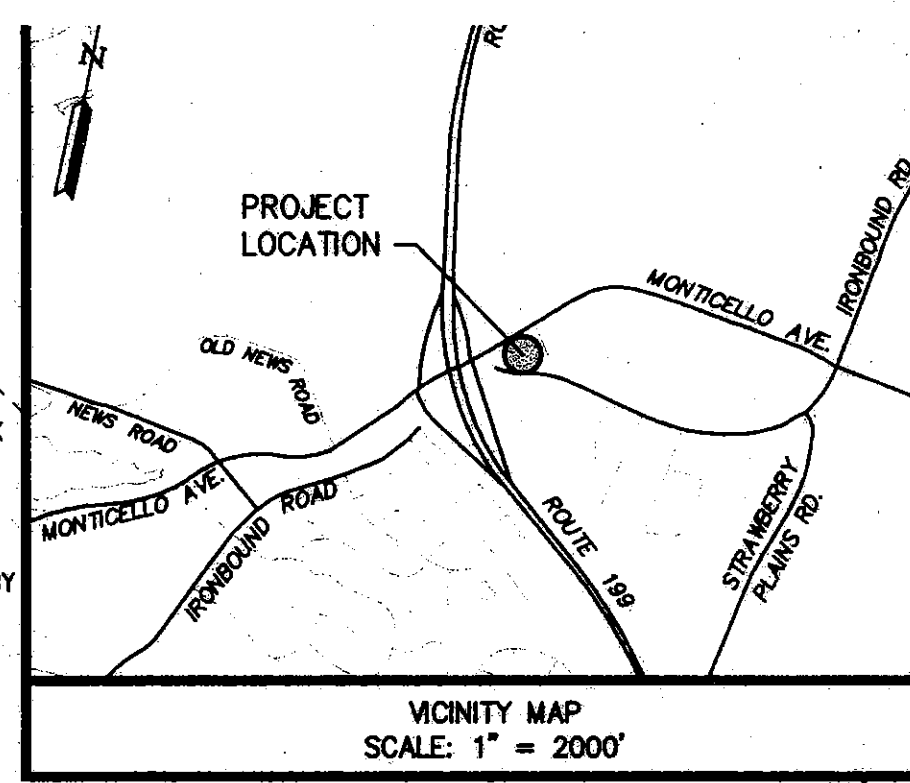 N
PROJECT
LOCATION
IRONBOUND RD
MONTICELLO AVE.
OLD NEWS
ROAD
NEWS ROAD
MONTICELLO AVE.
IRONBOUND ROAD
ROUTE 199
STRAWBERRY
PLAINS RD.
VICINITY MAP
SCALE: 1" = 2000'